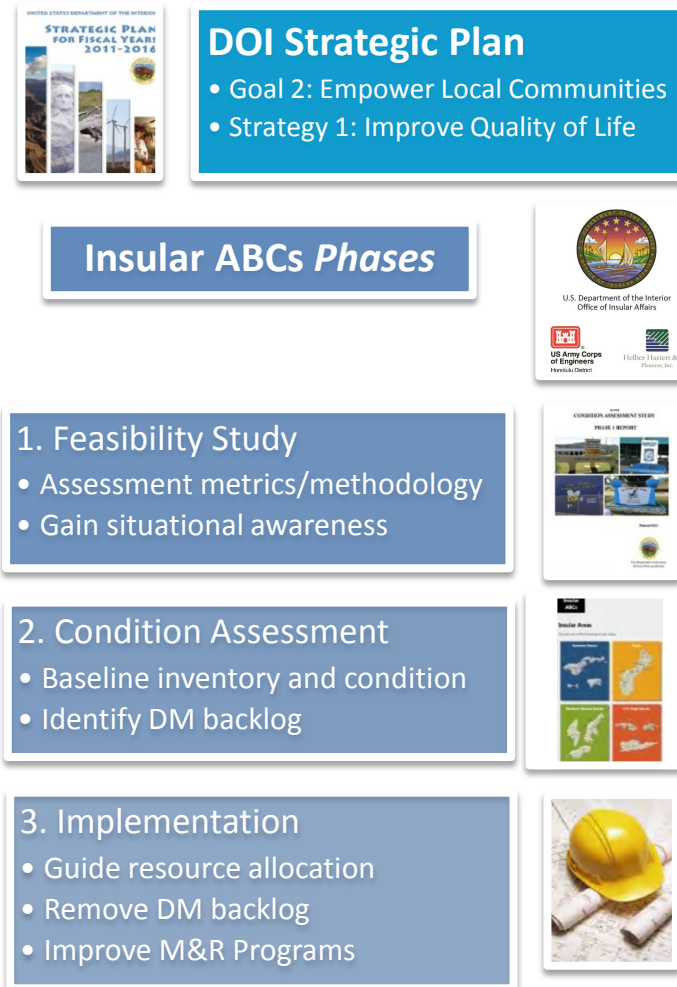 UNITED STATES DEPARTMENT OF THE INTERIOR
STRATEGIC PLAN
FOR FISCAL YEARS
2011-2016
DOI Strategic Plan
• Goal 2: Empower Local Communities
• Strategy 1: Improve Quality of Life
Insular ABCs Phases
U.S. Department of the Interior
Office of Insular Affairs
US Army Corps
of Engineers
Honolulu District
Helber Hastert &
Planners, Inc.
1. Feasibility Study
• Assessment metrics/methodology
• Gain situational awareness
CONDITION ASSESSMENT STUDY
PHASE I REPORT
2. Condition Assessment
• Baseline inventory and condition
• Identify DM backlog
ABCs
Insular Areas
3. Implementation
• Guide resource allocation
• Remove DM backlog
• Improve M&R Programs